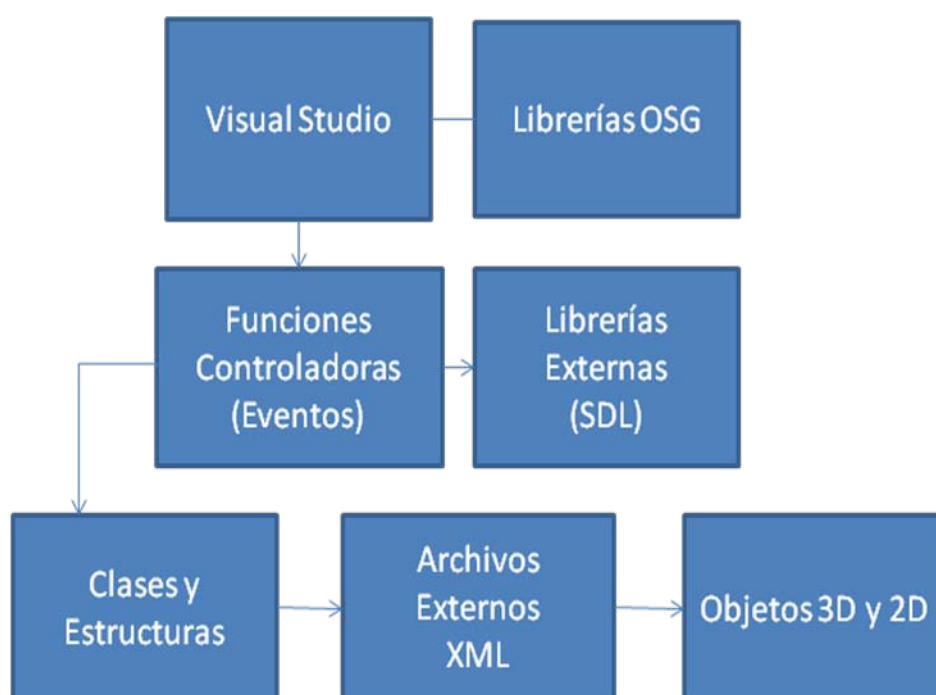 Visual Studio
Librerías OSG
Funciones
Controladoras
(Eventos)
Librerías
Externas
(SDL)
Clases y
Estructuras
Archivos
Externos
XML
Objetos 3D y 2D